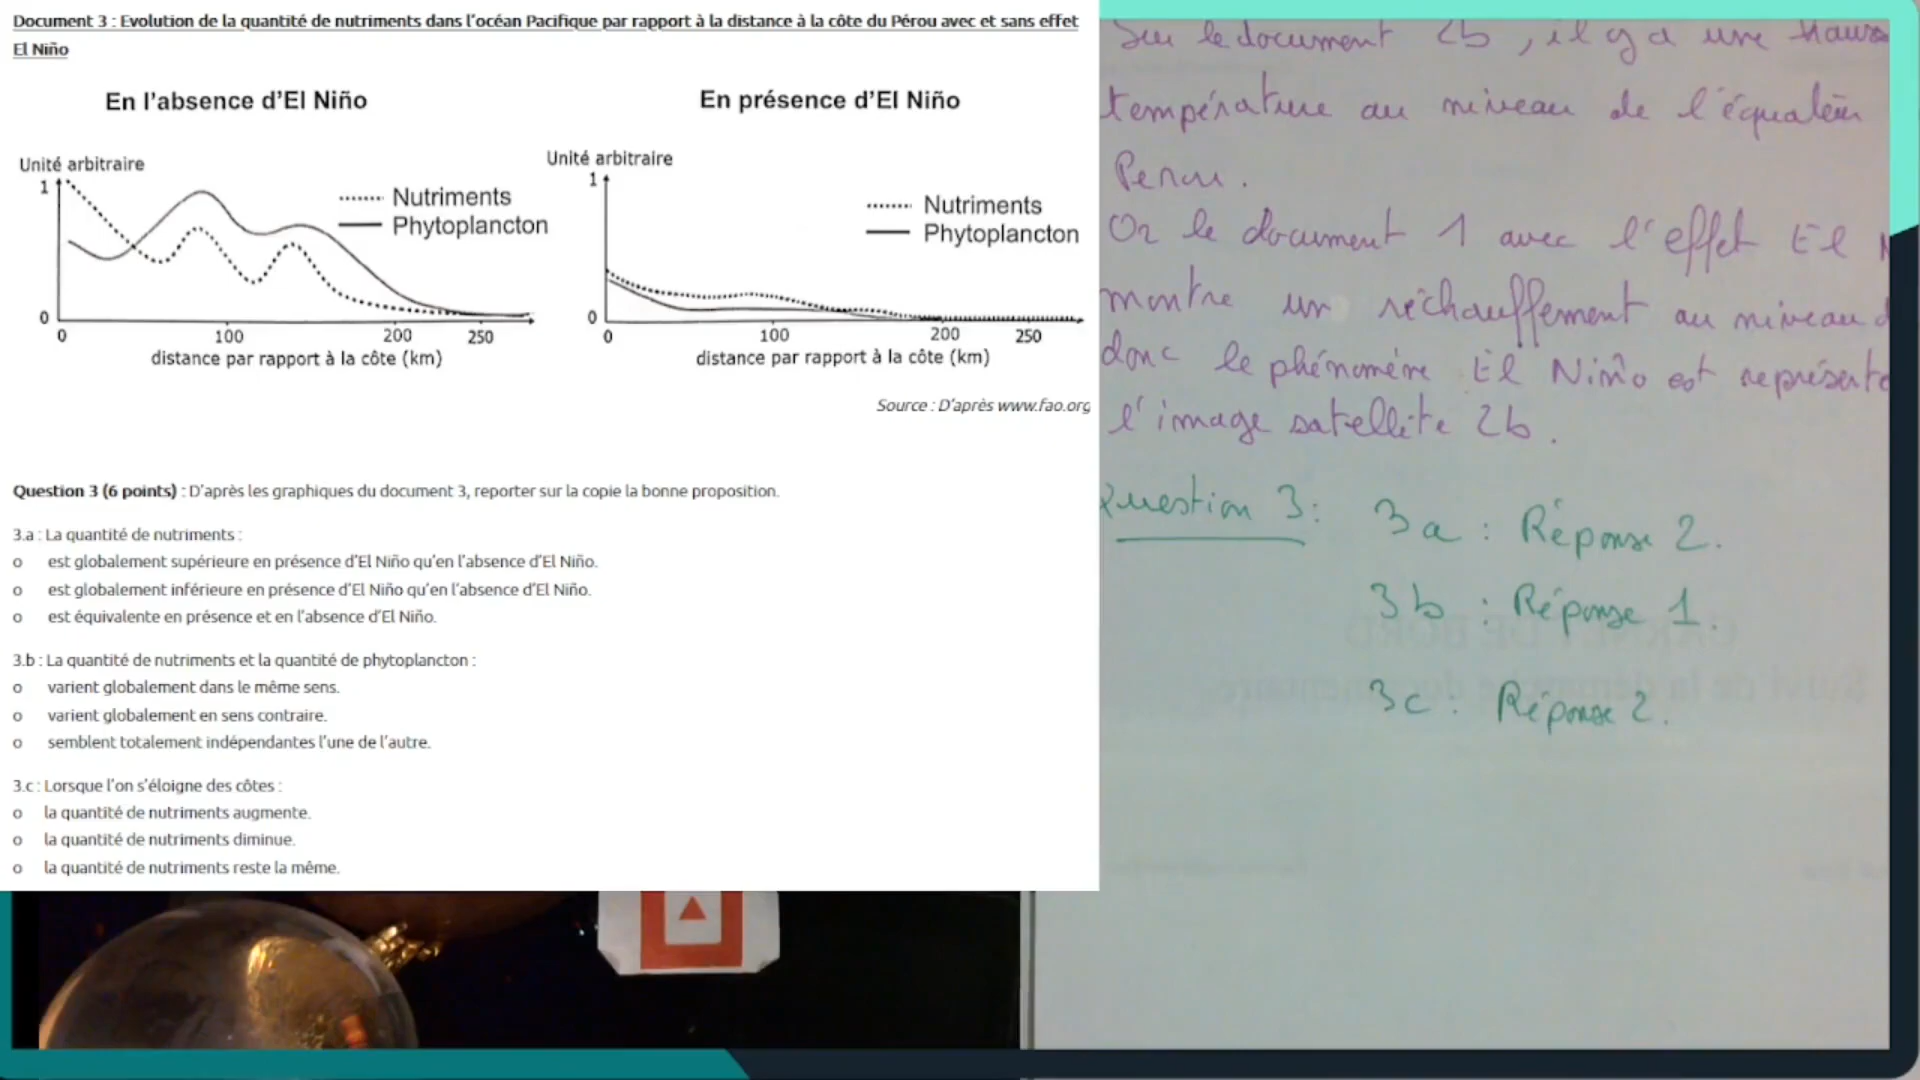 Document 3 : Evolution de la quantité de nutriments dans l'océan Pacifique par rapport à la distance à la côte du Pérou avec et sans effet
El Niño
En l'absence d'El Niño
Unité arbitraire
1
Nutriments
Phytoplancton
0
0 100 200 250
distance par rapport à la côte (km)
En présence d'El Niño
Unité arbitraire
1
Nutriments
Phytoplancton
0
0 100 200 250
distance par rapport à la côte (km)
Source : D'après www.fao.org
Question 3 (6 points) : D'après les graphiques du document 3, reporter sur la copie la bonne proposition.
3.a : La quantité de nutriments :
o est globalement supérieure en présence d'El Niño qu'en l'absence d'El Niño.
o est globalement inférieure en présence d'El Niño qu'en l'absence d'El Niño.
o est équivalente en présence et en l'absence d'El Niño.
3.b : La quantité de nutriments et la quantité de phytoplancton :
o varient globalement dans le même sens.
o varient globalement en sens contraire.
o semblent totalement indépendantes l'une de l'autre.
3.c : Lorsque l'on s'éloigne des côtes :
o la quantité de nutriments augmente.
o la quantité de nutriments diminue.
o la quantité de nutriments reste la même.
Sur le document 2b, il y a une
température au niveau de l'équateur
Perou.
Or le document 1 avec l'effet El
montre un réchauffement au niveau
donc le phénomène El Niño est
l'image satellite 2b.
Question 3 : 3a : Réponse 2.
3b : Réponse 1.
3c : Réponse 2.